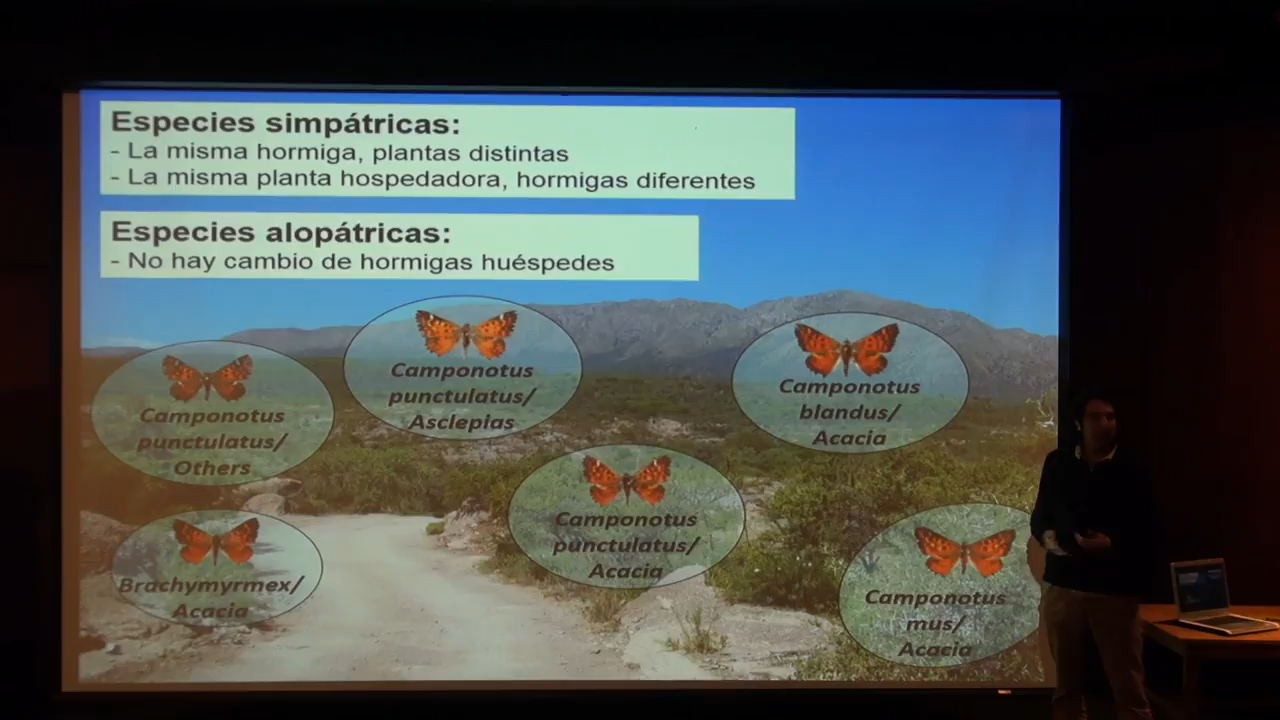 Especies simpátricas:
- La misma hormiga, plantas distintas
- La misma planta hospedadora, hormigas diferentes
Especies alopátricas:
- No hay cambio de hormigas huéspedes
Camponotus
punctulatus/
Others
Camponotus
punctulatus/
Asclepias
Camponotus
blandus/
Acacia
Brachymyrmex/
Acacia
Camponotus
punctulatus/
Acacia
Camponotus
mus/
Acacia